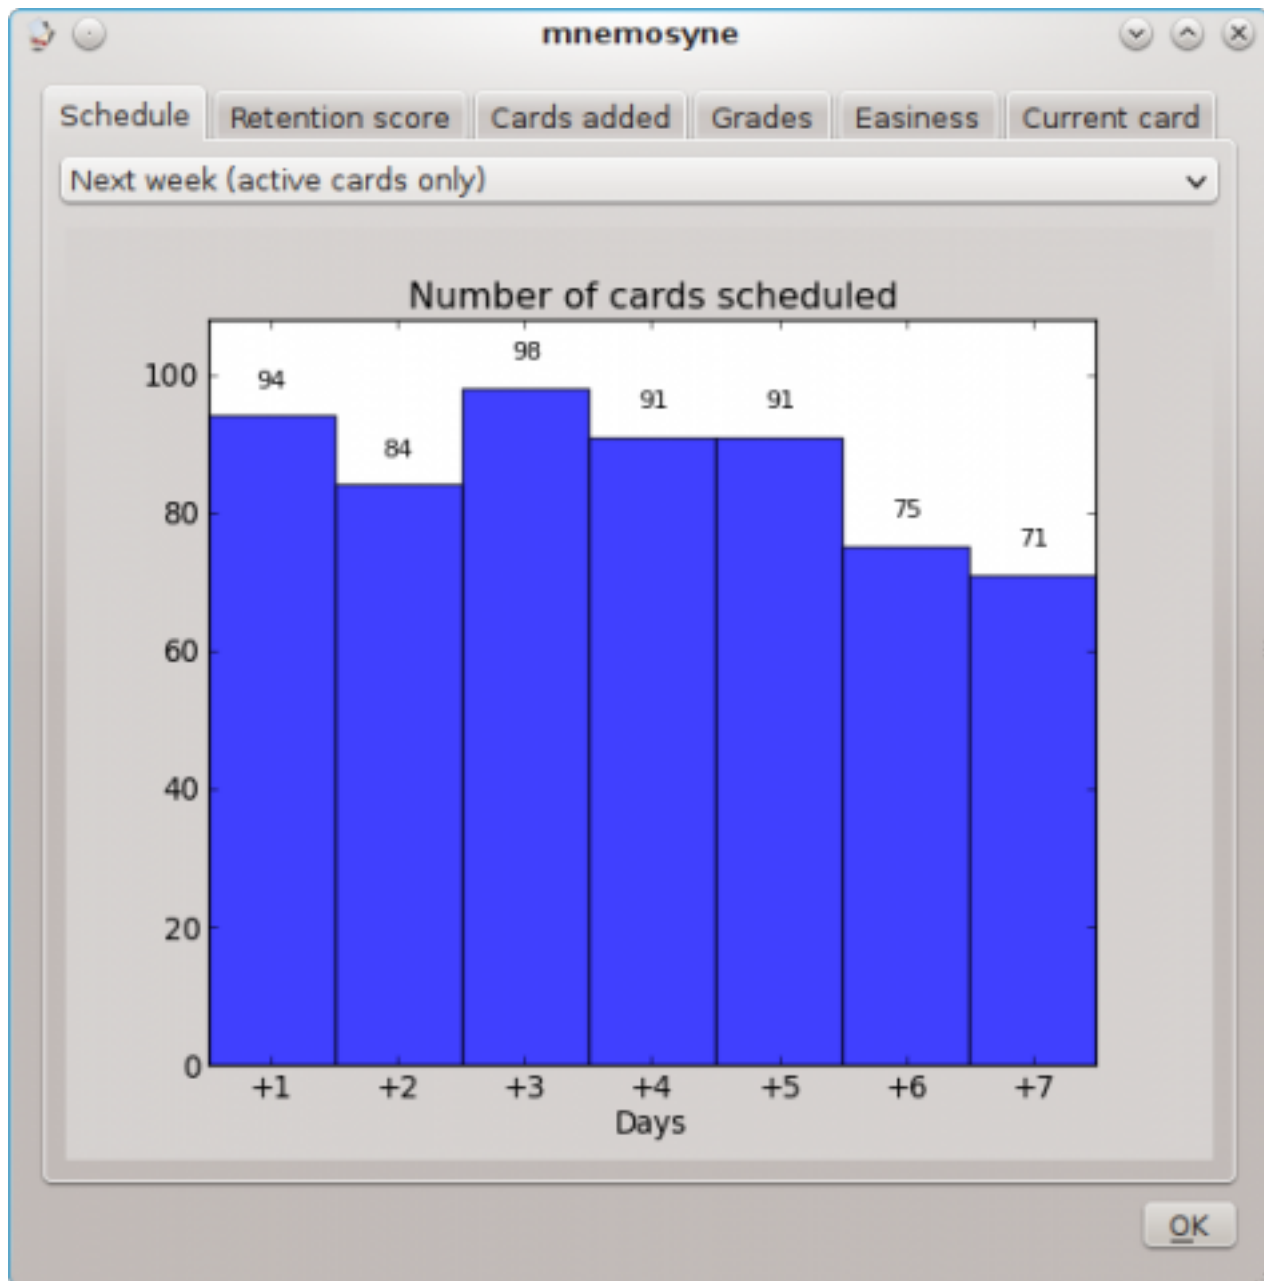 mnemosyne
Schedule Retention score Cards added Grades Easiness Current card
Next week (active cards only)
Number of cards scheduled
98
100
94
91 91
84
80
75
71
60
40
20
0
+1 +2 +3 +4 +5 +6 +7
Days
OK